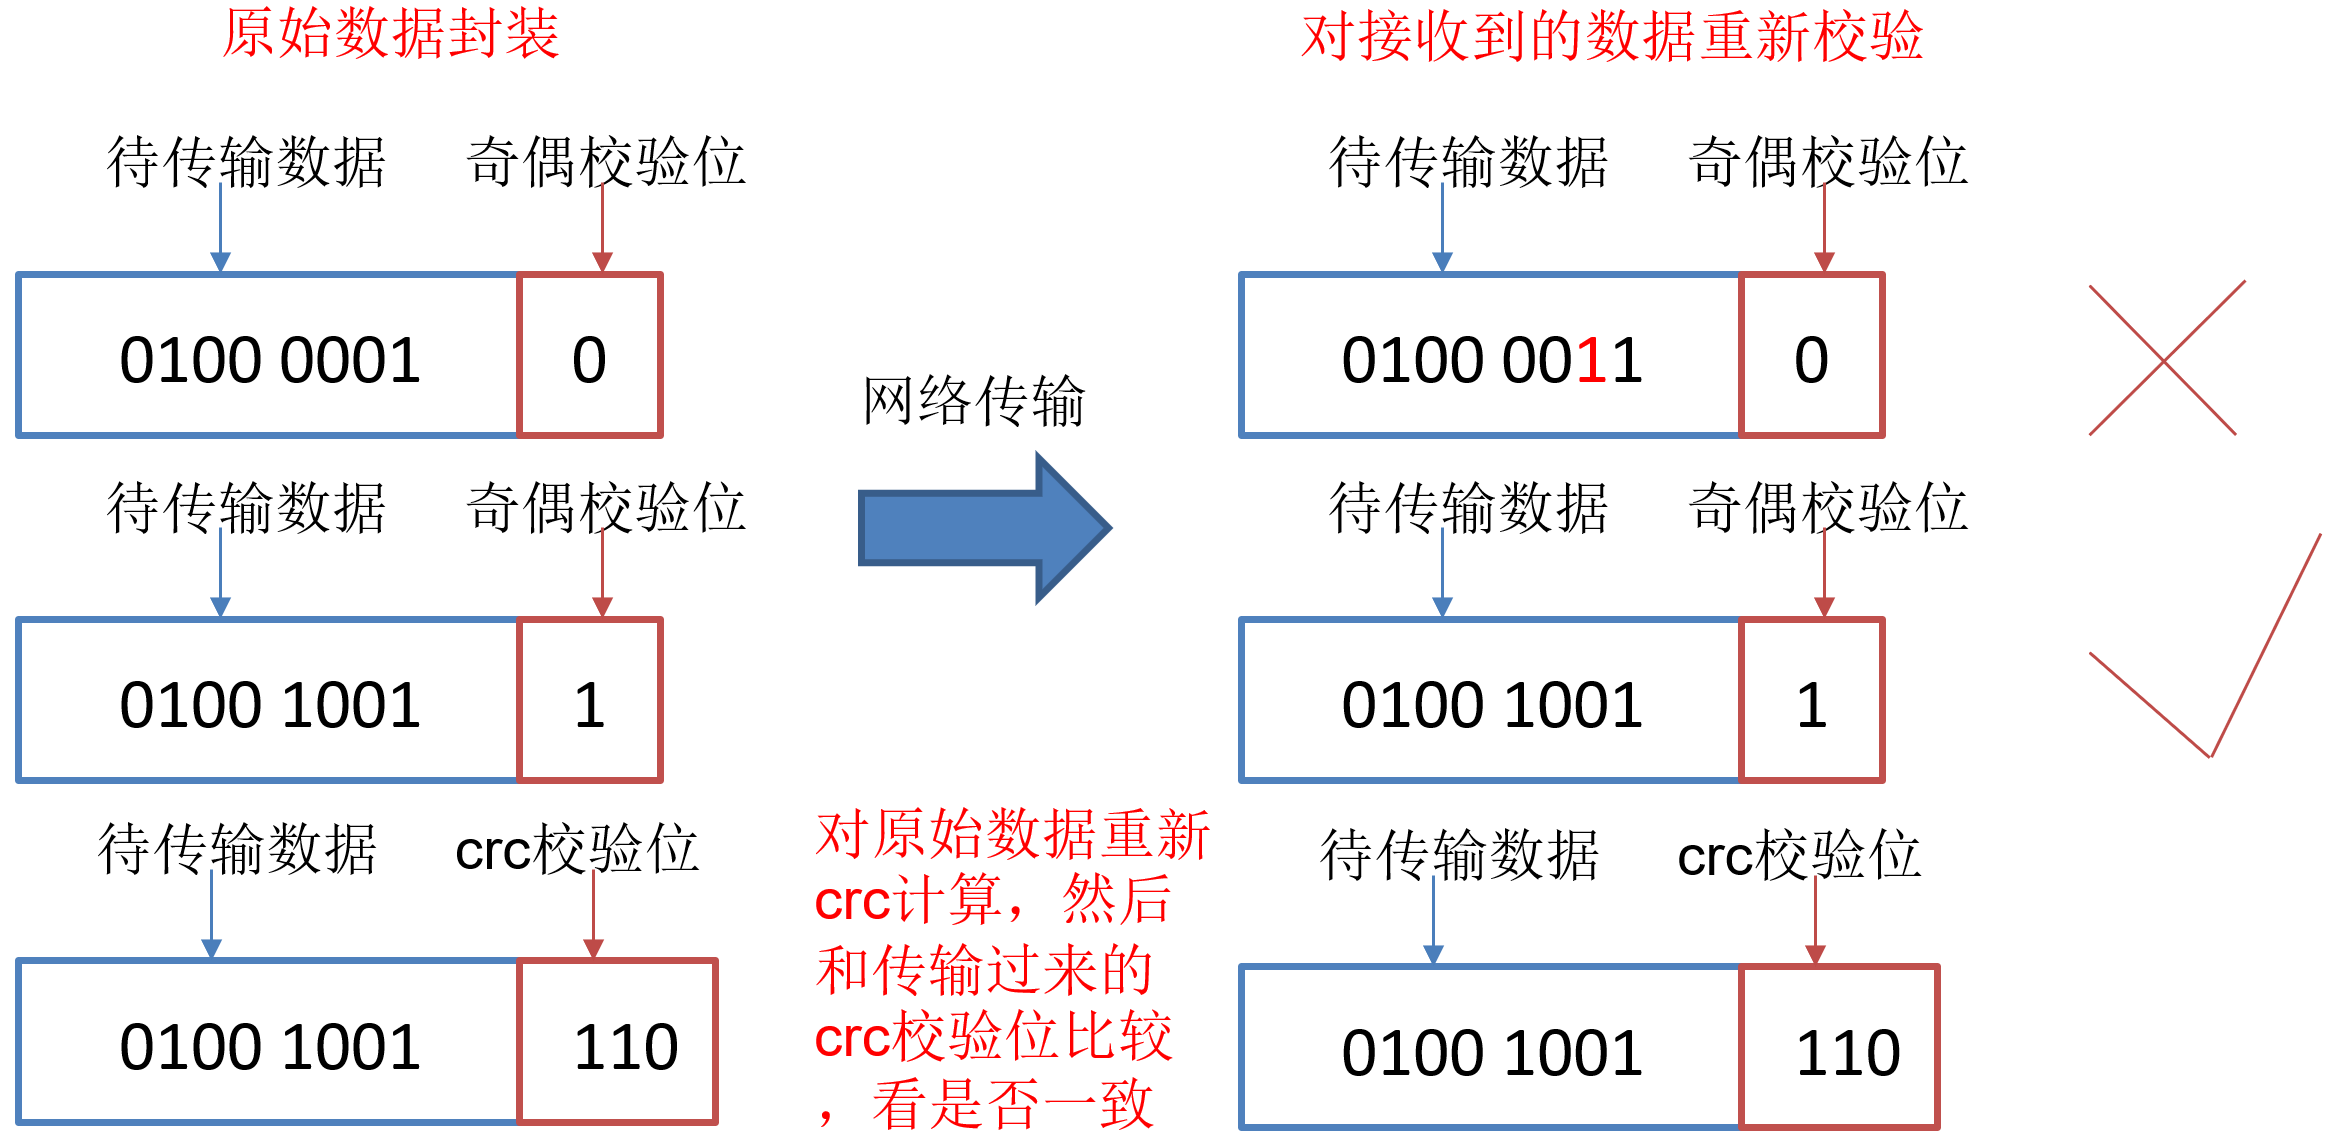 原始数据封装
对接收到的数据重新校验
待传输数据 奇偶校验位
0100 0001 0
待传输数据 奇偶校验位
0100 0011 0
网络传输
待传输数据 奇偶校验位
0100 1001 1
待传输数据 奇偶校验位
0100 1001 1
待传输数据 crc校验位
0100 1001 110
对原始数据重新
crc计算，然后
和传输过来的
crc校验位比较
，看是否一致
待传输数据 crc校验位
0100 1001 110